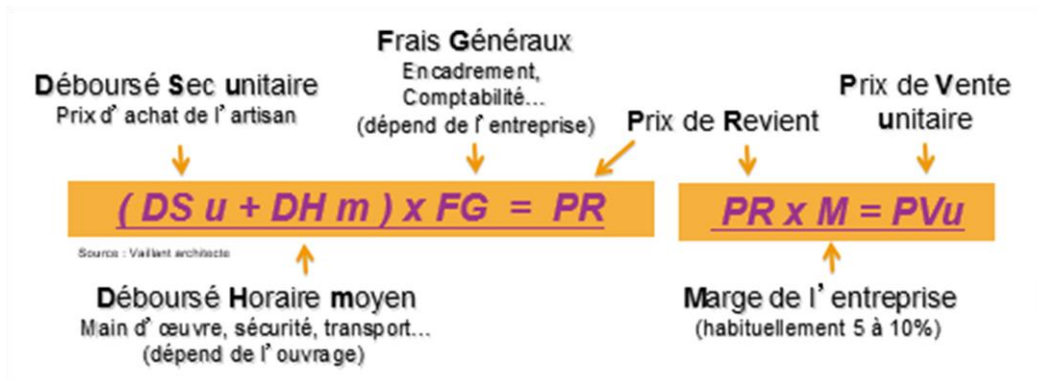 Frais Généraux
Encadrement,
Comptabilité...
(dépend de l'entreprise)
Déboursé Sec unitaire
Prix d'achat de l'artisan
Prix de Revient
Prix de Vente
unitaire
( DS u + DH m ) x FG = PR
PR x M = PVu
Source : Vaillant architecte
Déboursé Horaire moyen
Main d'œuvre, sécurité, transport...
(dépend de l'ouvrage)
Marge de l'entreprise
(habituellement 5 à 10%)